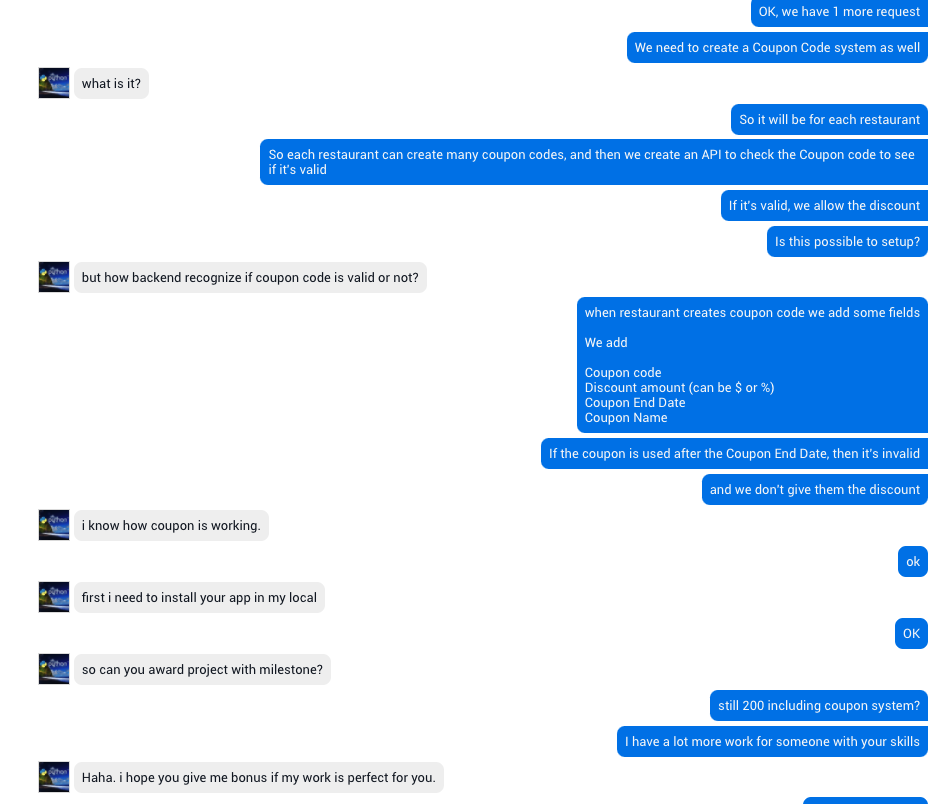 OK, we have 1 more request
We need to create a Coupon Code system as well
what is it?
So it will be for each restaurant
So each restaurant can create many coupon codes, and then we create an API to check the Coupon code to see
if it's valid
If it's valid, we allow the discount
Is this possible to setup?
but how backend recognize if coupon code is valid or not?
when restaurant creates coupon code we add some fields
We add
Coupon code
Discount amount (can be $ or %)
Coupon End Date
Coupon Name
If the coupon is used after the Coupon End Date, then it's invalid
and we don't give them the discount
i know how coupon is working.
ok
first i need to install your app in my local
OK
so can you award project with milestone?
still 200 including coupon system?
I have a lot more work for someone with your skills
Haha. i hope you give me bonus if my work is perfect for you.